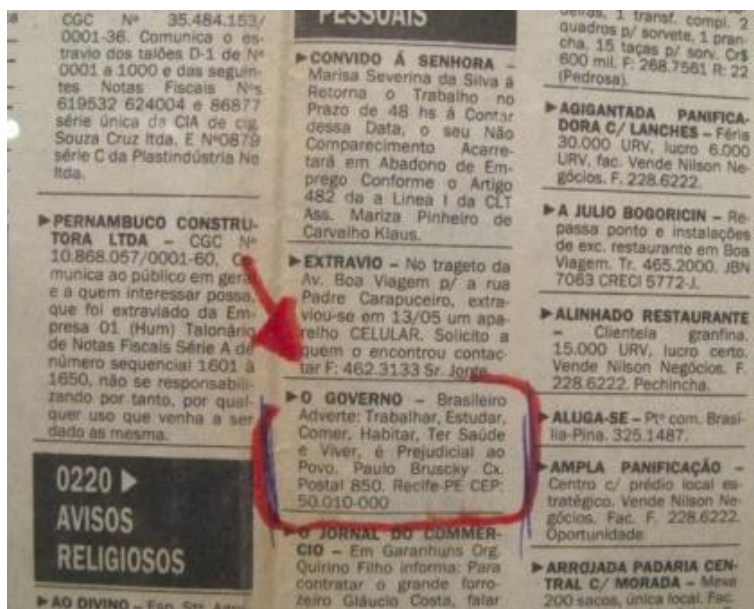 CGC Nº 35.484.153/
0001-36. Comunica o es-
travio dos talões D-1 de Nº
0001 a 1000 e das seguin-
tes Notas Fiscais Nºs
619532 624004 e 86877
série única da CIA de cig.
Souza Cruz ltda. E Nº0879
série C da Plastindústria Ne
ltda.
▶PERNAMBUCO CONSTRU-
TORA LTDA – CGC Nº
10.868.057/0001-60,
munica ao público em geral
e a quem interessar possa,
que foi extraviado da Em-
presa 01 (Hum) Talonário
de Notas Fiscais Série A de
número sequencial 1601 à
1650, não se responsabili-
zando por tanto, por qual-
quer uso que venha a ser
dado as mesma.
0220 ▶
AVISOS
RELIGIOSOS
▶AO DIVINO –
PESSOAIS
▶CONVIDO Á SENHORA –
Marisa Severina da Silva á
Retorna o Trabalho no
Prazo de 48 hs á Contar
dessa Data, o seu Não
Comparecimento Acarre-
tará em Abadono de Em-
prego Conforme o Artigo
482 da a Linea I da CLT
Ass. Mariza Pinheiro de
Carvalho Klaus.
▶EXTRAVIO – No trageto da
Av. Boa Viagem p/ a rua
Padre Carapuceiro, extra-
viou-se em 13/05 um apa-
relho CELULAR. Solicito a
quem o encontrou contac-
tar F: 462.3133 Sr. Jorge.
▶O GOVERNO – Brasileiro
Adverte: Trabalhar, Estudar,
Comer, Habitar, Ter Saúde
e Viver, é Prejudicial ao
Povo. Paulo Bruscky Cx.
Postal 850. Recife-PE CEP:
50.010-000
▶O JORNAL DO COMMER-
CIO – Em Garanhuns Org.
Quirino Filho informa: Para
contratar o grande forro-
zeiro Gláucio Costa, falar
1 transf. compl. 2
quadros p/ sorvete, 1 pran-
cha, 15 taças p/ sorv. Cr$
600 mil. F: 268.7561 R: 22
(Pedrosa).
▶AGIGANTADA PANIFICA-
DORA C/ LANCHES – Féria
30.000 URV, lucro 6.000
URV, fac. Vende Nilson Ne-
gócios. F. 228.6222.
▶A JULIO BOGORICIN – Re-
passa ponto e instalações
de exc. restaurante em Boa
Viagem. Tr. 465.2000. JBN
7063 CRECI 5772-J.
▶ALINHADO RESTAURANTE
– Clientela granfina.
15.000 URV, lucro certo.
Vende Nilson Negócios. F.
228.6222. Pechincha.
▶ALUGA-SE – Ptº com. Brasí-
lia-Pina. 325.1487.
▶AMPLA PANIFICAÇÃO –
Centro c/ prédio local es-
tratégico. Vende Nilson Ne-
gócios. Fac. F. 228.6222.
Oportunidade.
▶ARROJADA PADARIA CEN-
TRAL C/ MORADA – Mexe
200 sacos, única local. Fac.